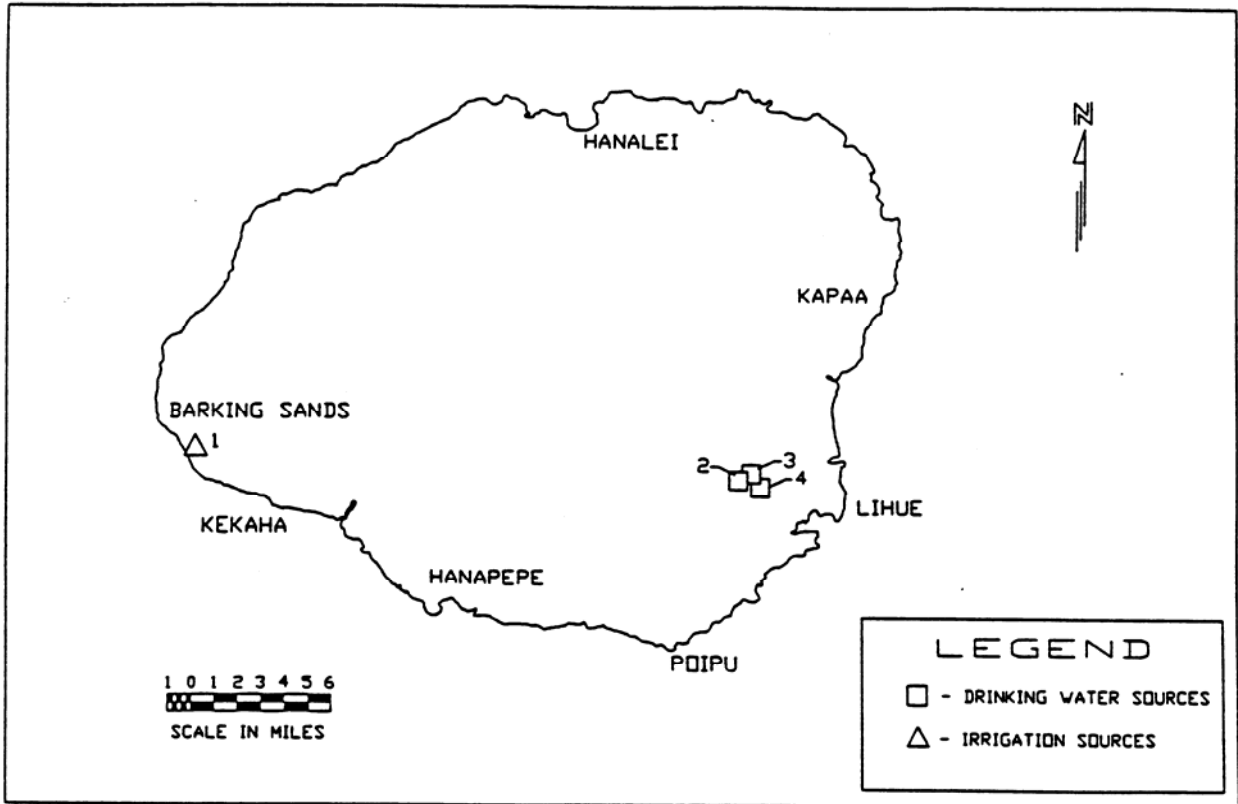 N
HANALEI
KAPAA
BARKING SANDS
1
2
3
4
LIHUE
KEKAHA
HANAPEPE
POIPU
1 0 1 2 3 4 5 6
SCALE IN MILES
LEGEND
- DRINKING WATER SOURCES
- IRRIGATION SOURCES